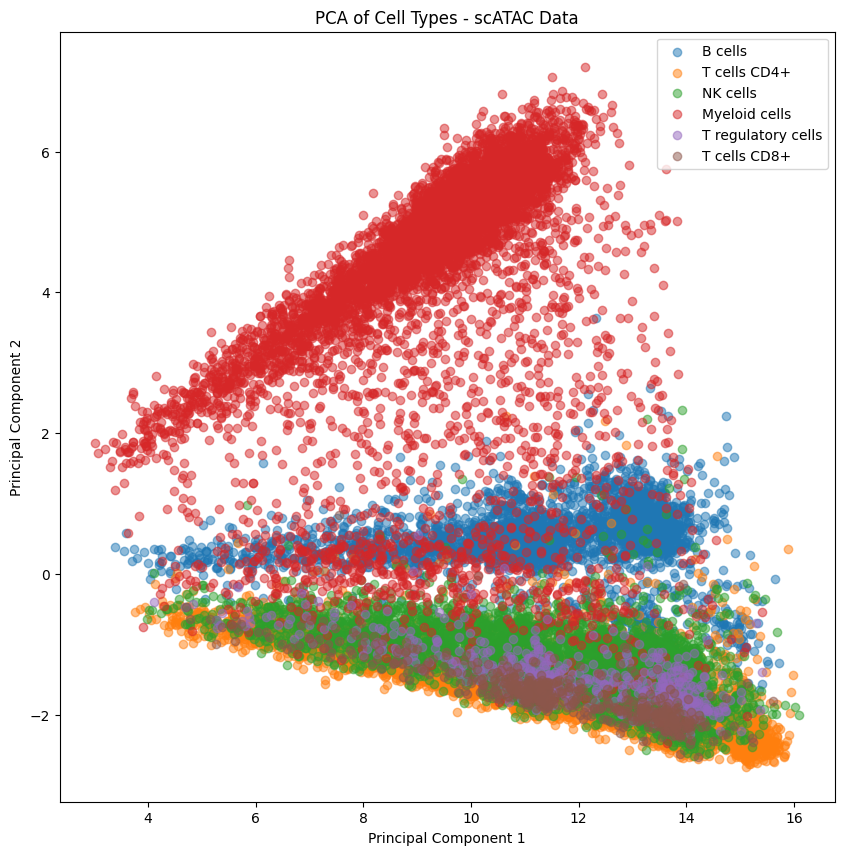 PCA of Cell Types - scATAC Data
B cells
T cells CD4+
NK cells
Myeloid cells
T regulatory cells
T cells CD8+
Principal Component 2
6
4
2
0
−2
4 6 8 10 12 14 16
Principal Component 1